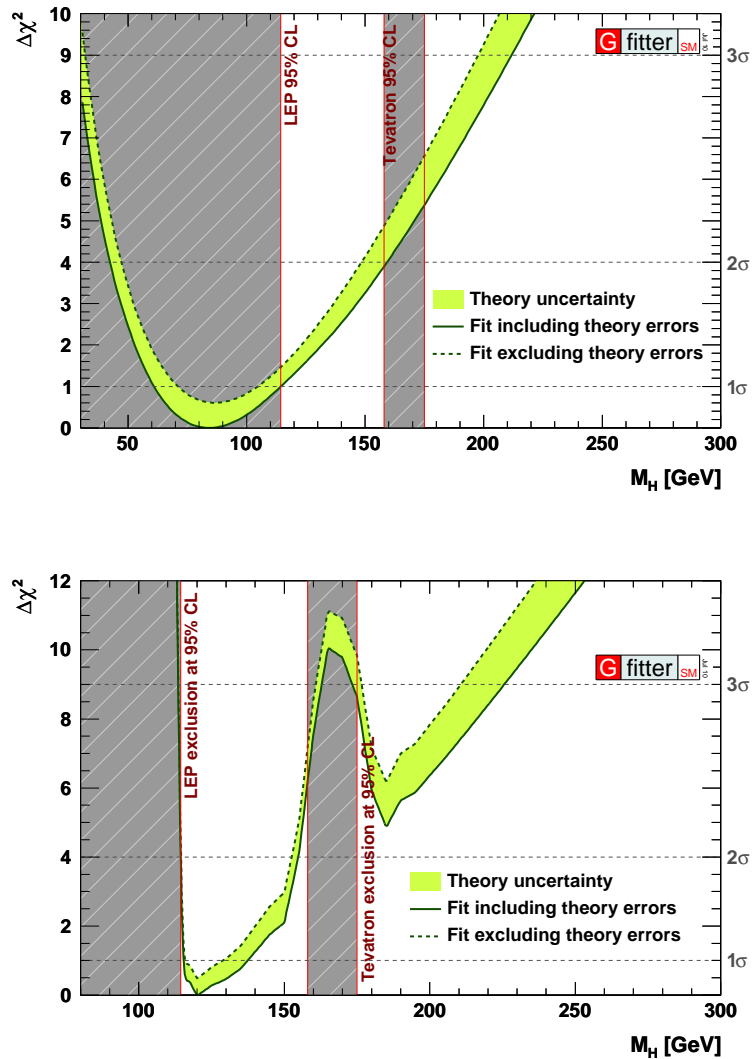 Δχ²
10
9
8
7
6
5
4
3
2
1
0
LEP 95% CL
Tevatron 95% CL
G fitter SM
3σ
2σ
1σ
Theory uncertainty
Fit including theory errors
Fit excluding theory errors
50 100 150 200 250 300
M_H [GeV]
Δχ²
12
10
8
6
4
2
0
LEP exclusion at 95% CL
Tevatron exclusion at 95% CL
G fitter SM
3σ
2σ
1σ
Theory uncertainty
Fit including theory errors
Fit excluding theory errors
100 150 200 250 300
M_H [GeV]